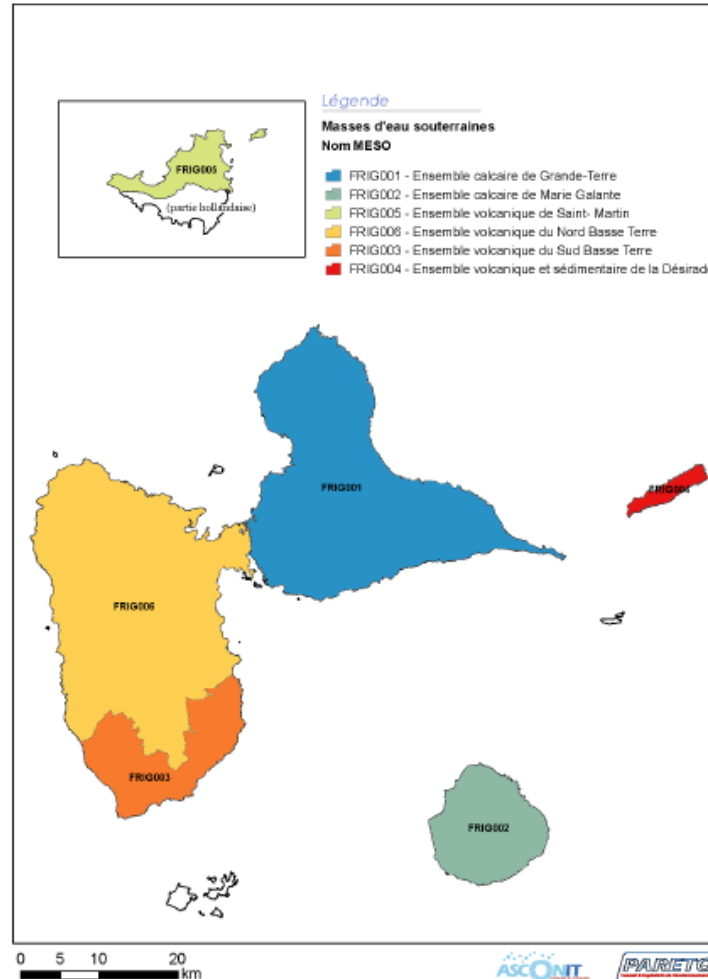 Légende
Masses d'eau souterraines
Nom MESO
FRIG001 - Ensemble calcaire de Grande-Terre
FRIG002 - Ensemble calcaire de Marie Galante
FRIG005 - Ensemble volcanique de Saint- Martin
FRIG006 - Ensemble volcanique du Nord Basse Terre
FRIG003 - Ensemble volcanique du Sud Basse Terre
FRIG004 - Ensemble volcanique et sédimentaire de la Désirade
FRIG005
(partie hollandaise)
FRIG001
FRIG004
FRIG006
FRIG003
FRIG002
0 5 10 20
km
ASCONIT
PARETO